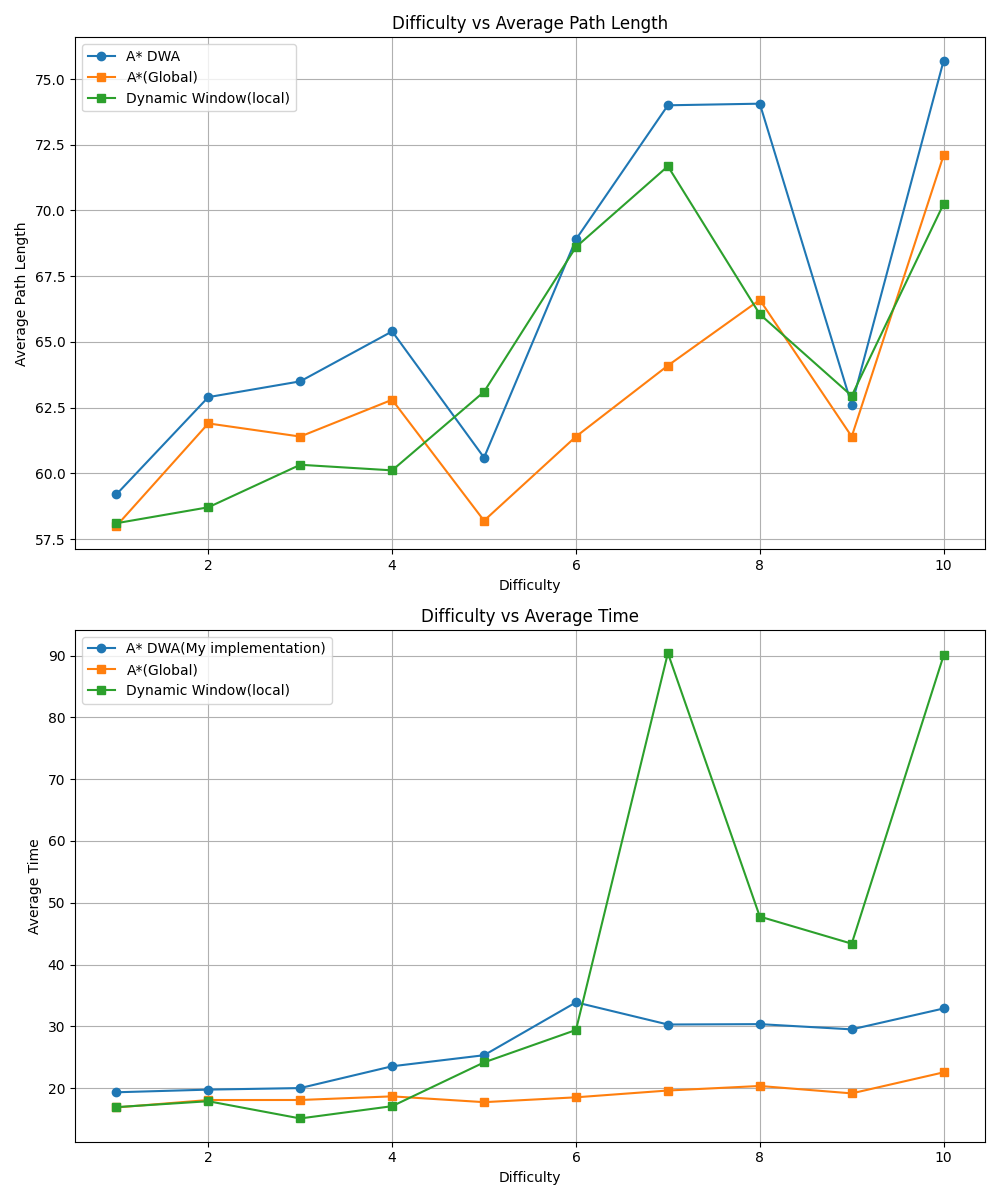 Difficulty vs Average Path Length
A* DWA
A*(Global)
Dynamic Window(local)
Average Path Length
75.0
72.5
70.0
67.5
65.0
62.5
60.0
57.5
2 4 6 8 10
Difficulty
Difficulty vs Average Time
A* DWA(My implementation)
A*(Global)
Dynamic Window(local)
Average Time
90
80
70
60
50
40
30
20
2 4 6 8 10
Difficulty